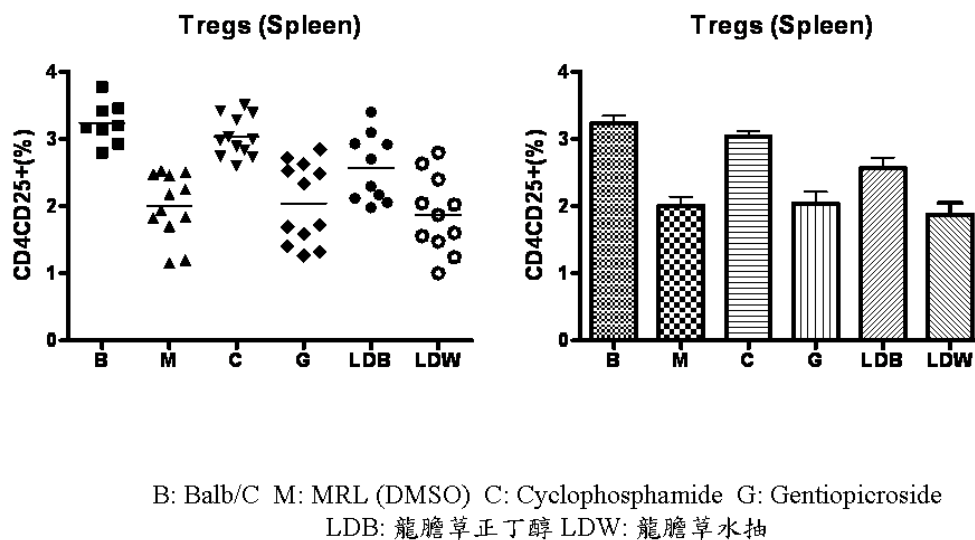 Tregs (Spleen)
CD4CD25+(%)
4
3
2
1
0
B M C G LDB LDW
Tregs (Spleen)
CD4CD25+(%)
4
3
2
1
0
B M C G LDB LDW
B: Balb/C M: MRL (DMSO) C: Cyclophosphamide G: Gentiopicroside
LDB: 龍膽草正丁醇 LDW: 龍膽草水抽